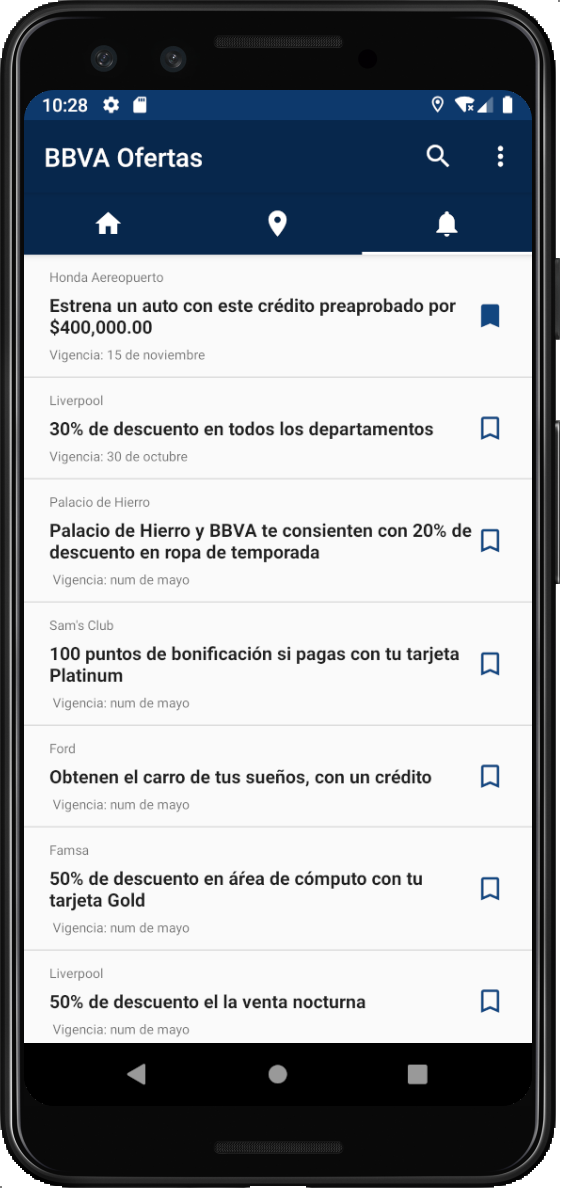 10:28
BBVA Ofertas
Honda Aereopuerto
Estrena un auto con este crédito preaprobado por
$400,000.00
Vigencia: 15 de noviembre
Liverpool
30% de descuento en todos los departamentos
Vigencia: 30 de octubre
Palacio de Hierro
Palacio de Hierro y BBVA te consienten con 20% de
descuento en ropa de temporada
Vigencia: num de mayo
Sam's Club
100 puntos de bonificación si pagas con tu tarjeta
Platinum
Vigencia: num de mayo
Ford
Obtenen el carro de tus sueños, con un crédito
Vigencia: num de mayo
Famsa
50% de descuento en áŕea de cómputo con tu
tarjeta Gold
Vigencia: num de mayo
Liverpool
50% de descuento el la venta nocturna
Vigencia: num de mayo